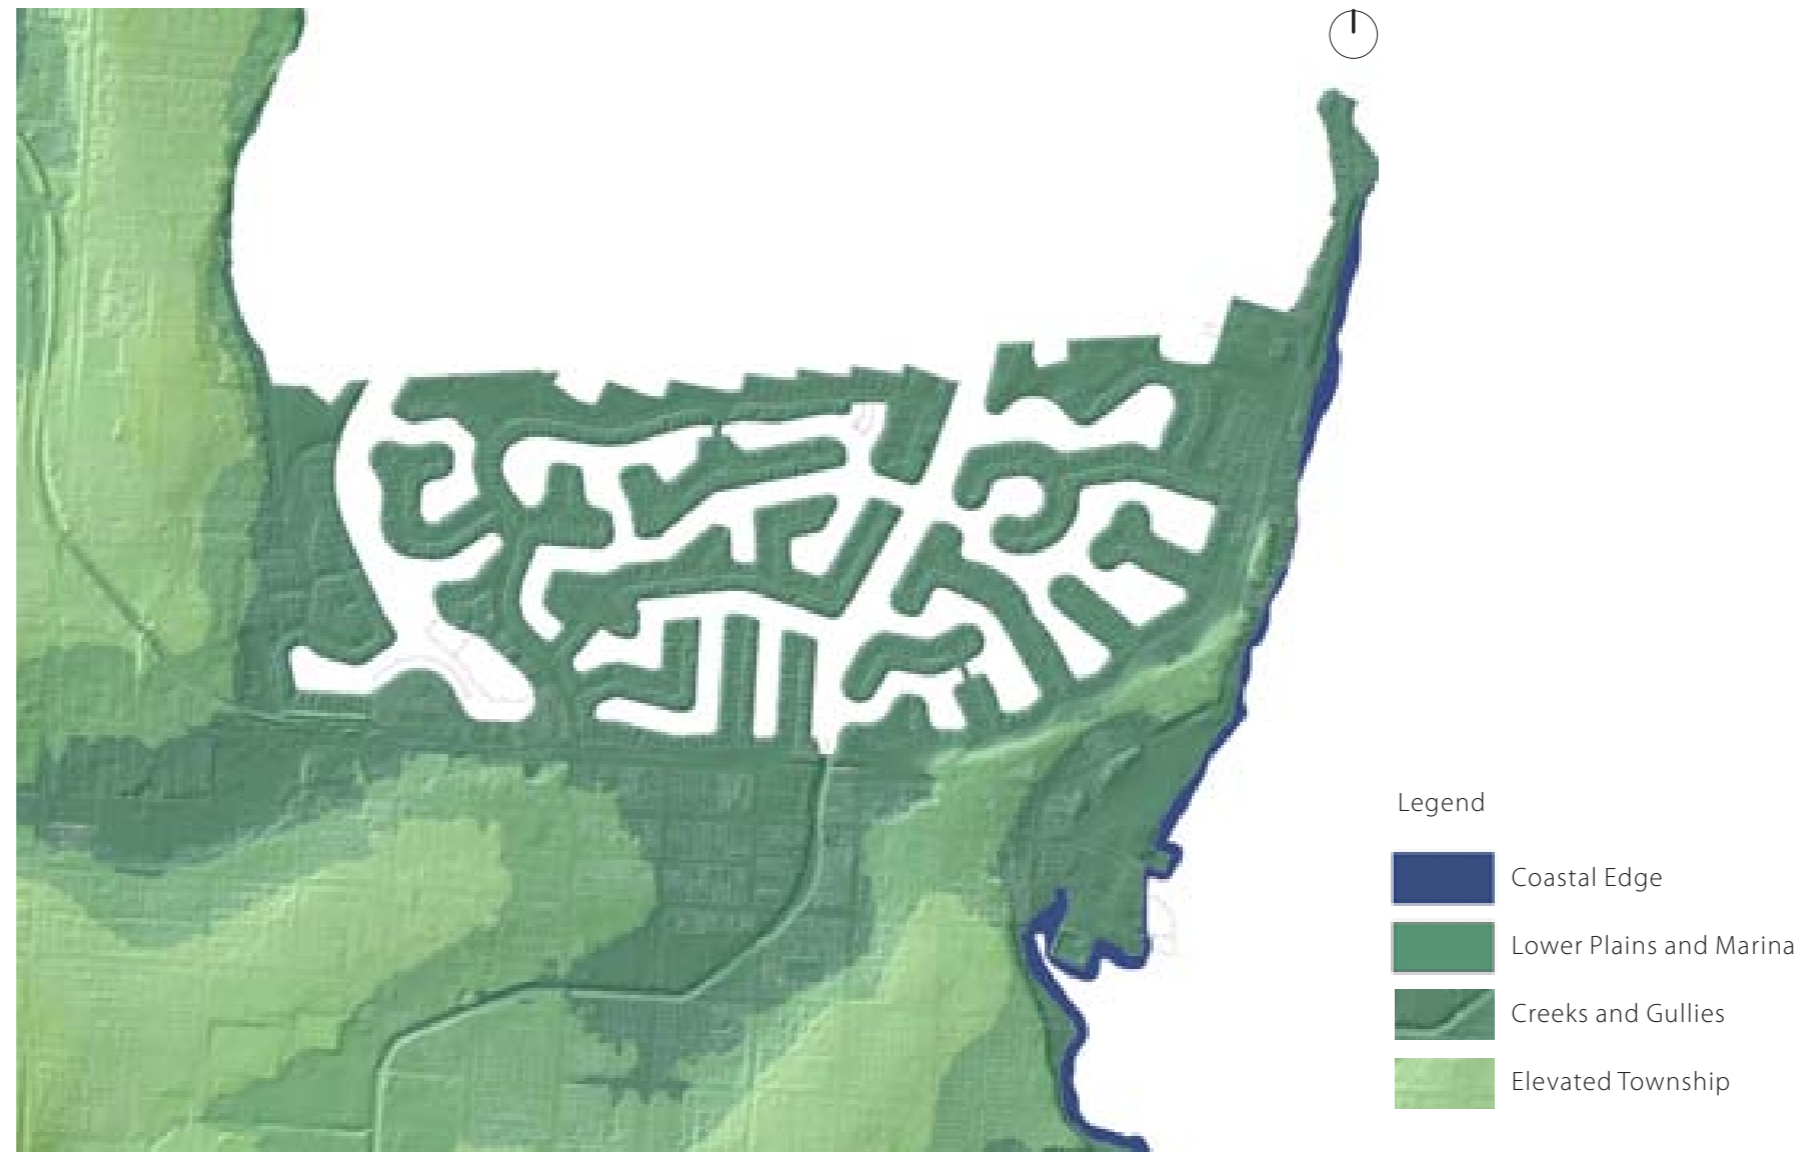 Legend
Coastal Edge
Lower Plains and Marina
Creeks and Gullies
Elevated Township